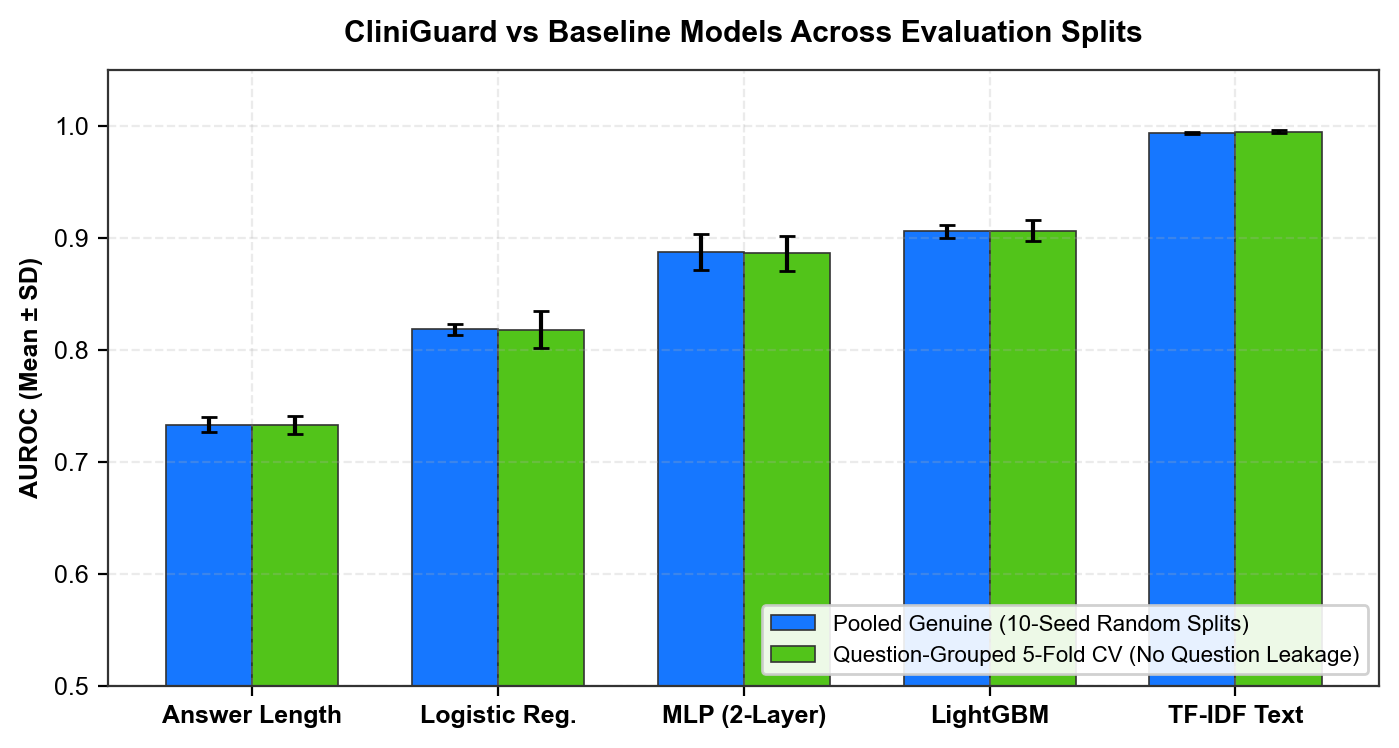 CliniGuard vs Baseline Models Across Evaluation Splits
AUROC (Mean ± SD)
1.0
0.9
0.8
0.7
0.6
0.5
Pooled Genuine (10-Seed Random Splits)
Question-Grouped 5-Fold CV (No Question Leakage)
Answer Length
Logistic Reg.
MLP (2-Layer)
LightGBM
TF-IDF Text